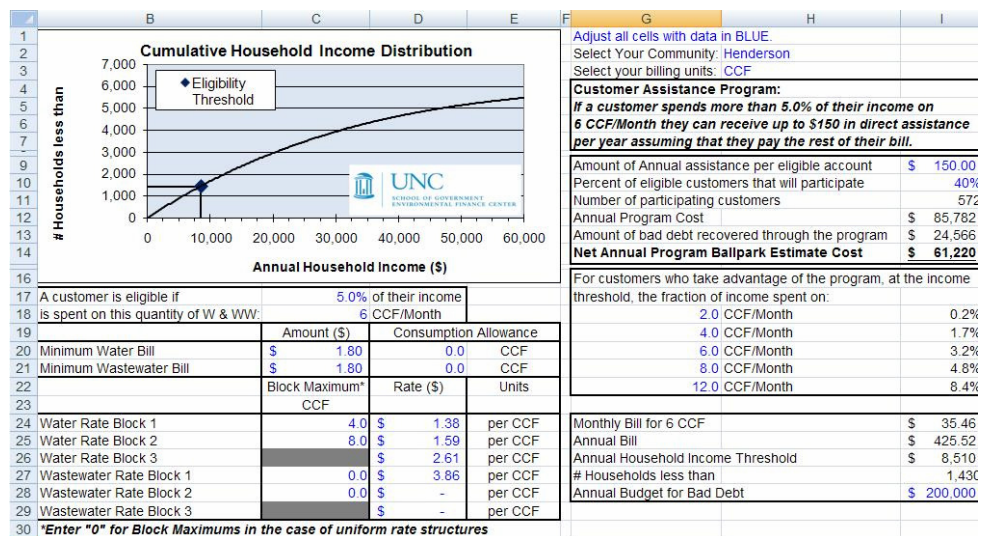 B C D E F G H I
1 Adjust all cells with data in BLUE.
2 Cumulative Household Income Distribution Select Your Community: Henderson
3 7,000 Select your billing units: CCF
4 6,000 Eligibility Threshold Customer Assistance Program:
5 5,000 If a customer spends more than 5.0% of their income on
6 4,000 6 CCF/Month they can receive up to $150 in direct assistance
7 3,000 per year assuming that they pay the rest of their bill.
9 2,000 Amount of Annual assistance per eligible account $ 150.00
10 1,000 UNC Percent of eligible customers that will participate 40%
11 SCHOOL OF GOVERNMENT Number of participating customers 572
ENVIRONMENTAL FINANCE CENTER
12 0 Annual Program Cost $ 85,782
13 0 10,000 20,000 30,000 40,000 50,000 60,000 Amount of bad debt recovered through the program $ 24,566
# Households less than
14 Annual Household Income ($) Net Annual Program Ballpark Estimate Cost $ 61,220
16 For customers who take advantage of the program, at the income
17 A customer is eligible if 5.0% of their income threshold, the fraction of income spent on:
18 is spent on this quantity of W & WW: 6 CCF/Month 2.0 CCF/Month 0.2%
19 Amount ($) Consumption Allowance 4.0 CCF/Month 1.7%
20 Minimum Water Bill $ 1.80 0.0 CCF 6.0 CCF/Month 3.2%
21 Minimum Wastewater Bill $ 1.80 0.0 CCF 8.0 CCF/Month 4.8%
22 Block Maximum* Rate ($) Units 12.0 CCF/Month 8.4%
23 CCF
24 Water Rate Block 1 4.0 $ 1.38 per CCF Monthly Bill for 6 CCF $ 35.46
25 Water Rate Block 2 8.0 $ 1.59 per CCF Annual Bill $ 425.52
26 Water Rate Block 3 $ 2.61 per CCF Annual Household Income Threshold $ 8,510
27 Wastewater Rate Block 1 0.0 $ 3.86 per CCF # Households less than 1,430
28 Wastewater Rate Block 2 0.0 $ - per CCF Annual Budget for Bad Debt $ 200,000
29 Wastewater Rate Block 3 $ - per CCF
30 *Enter "0" for Block Maximums in the case of uniform rate structures